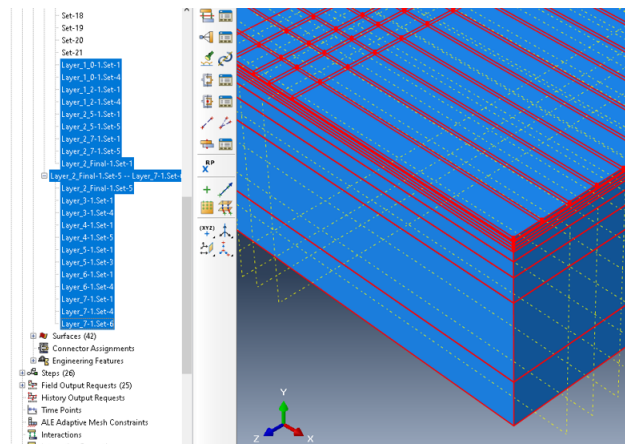 Set-18
Set-19
Set-20
Set-21
Layer_1_0-1.Set-1
Layer_1_0-1.Set-4
Layer_1_2-1.Set-1
Layer_1_2-1.Set-4
Layer_2_5-1.Set-1
Layer_2_5-1.Set-5
Layer_2_7-1.Set-1
Layer_2_7-1.Set-5
Layer_2_Final-1.Set-1
Layer_2_Final-1.Set-5 -- Layer_7-1.Set-
Layer_2_Final-1.Set-5
Layer_3-1.Set-1
Layer_3-1.Set-4
Layer_4-1.Set-1
Layer_4-1.Set-5
Layer_5-1.Set-1
Layer_5-1.Set-3
Layer_6-1.Set-1
Layer_6-1.Set-4
Layer_7-1.Set-1
Layer_7-1.Set-4
Layer_7-1.Set-6
Surfaces (42)
Connector Assignments
Engineering Features
Steps (26)
Field Output Requests (25)
History Output Requests
Time Points
ALE Adaptive Mesh Constraints
Interactions
RP
X
(XYZ)
Y
Z
X